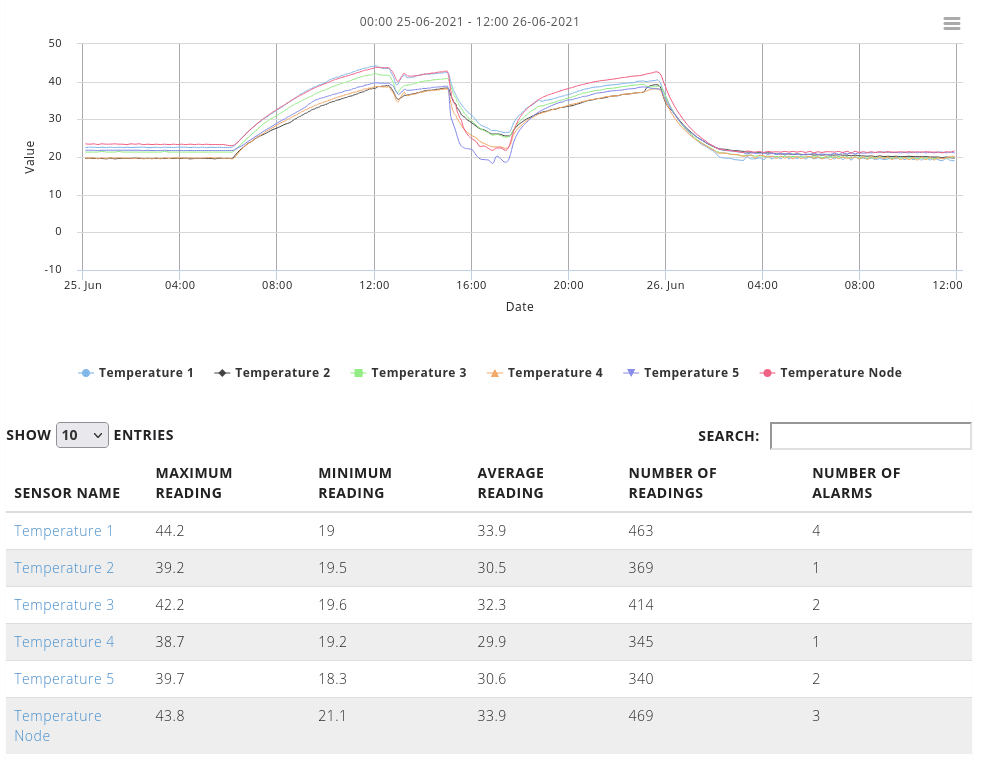 00:00 25-06-2021 - 12:00 26-06-2021
50
40
30
20
10
0
-10
Value
25. Jun 04:00 08:00 12:00 16:00 20:00 26. Jun 04:00 08:00 12:00
Date
Temperature 1 Temperature 2 Temperature 3 Temperature 4 Temperature 5 Temperature Node
SHOW 10 ENTRIES SEARCH:
SENSOR NAME MAXIMUM READING MINIMUM READING AVERAGE READING NUMBER OF READINGS NUMBER OF ALARMS
Temperature 1 44.2 19 33.9 463 4
Temperature 2 39.2 19.5 30.5 369 1
Temperature 3 42.2 19.6 32.3 414 2
Temperature 4 38.7 19.2 29.9 345 1
Temperature 5 39.7 18.3 30.6 340 2
Temperature Node 43.8 21.1 33.9 469 3